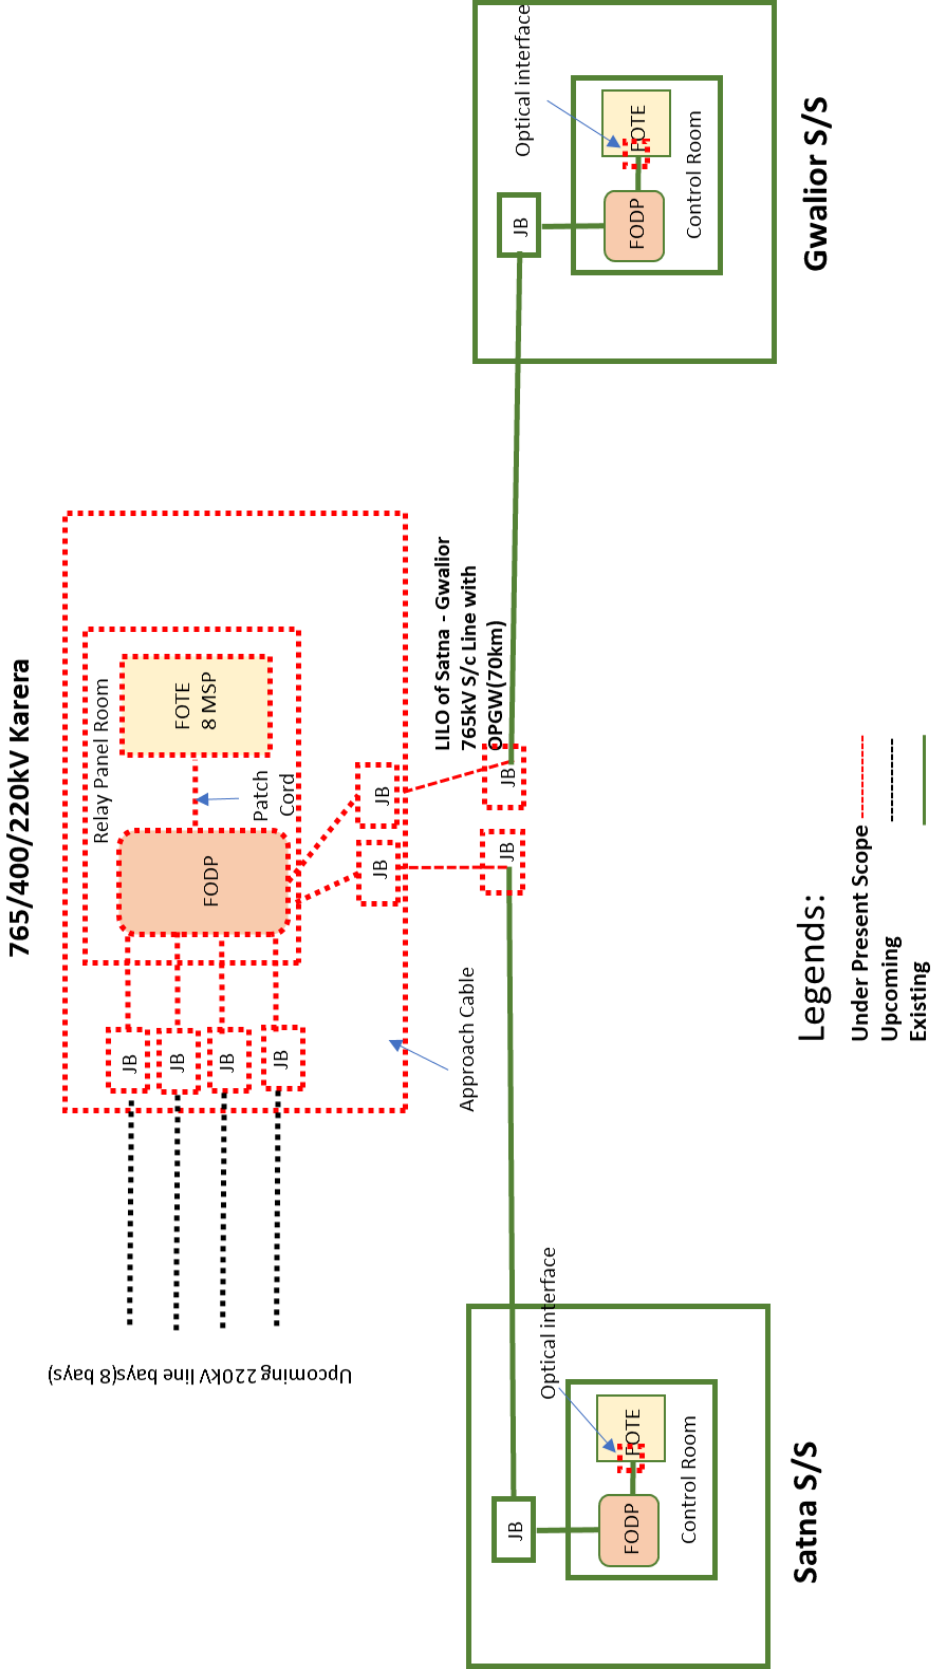 765/400/220kV Karera
Relay Panel Room
FOTE
8 MSP
Patch
Cord
FODP
JB
JB
JB
JB
JB
JB
Upcoming 220kV line bays(8 bays)
Approach Cable
LILO of Satna - Gwalior
765kV S/c Line with
OPGW(70km)
JB
JB
Optical interface
JB
FODP
FOTE
Control Room
Satna S/S
Optical interface
JB
FODP
FOTE
Control Room
Gwalior S/S
Legends:
Under Present Scope
Upcoming
Existing